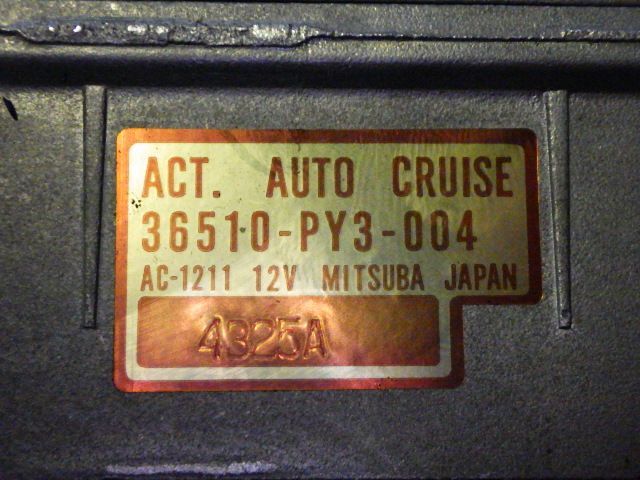 ACT. AUTO CRUISE
36510-PY3-004
AC-1211 12V MITSUBA JAPAN
4325A